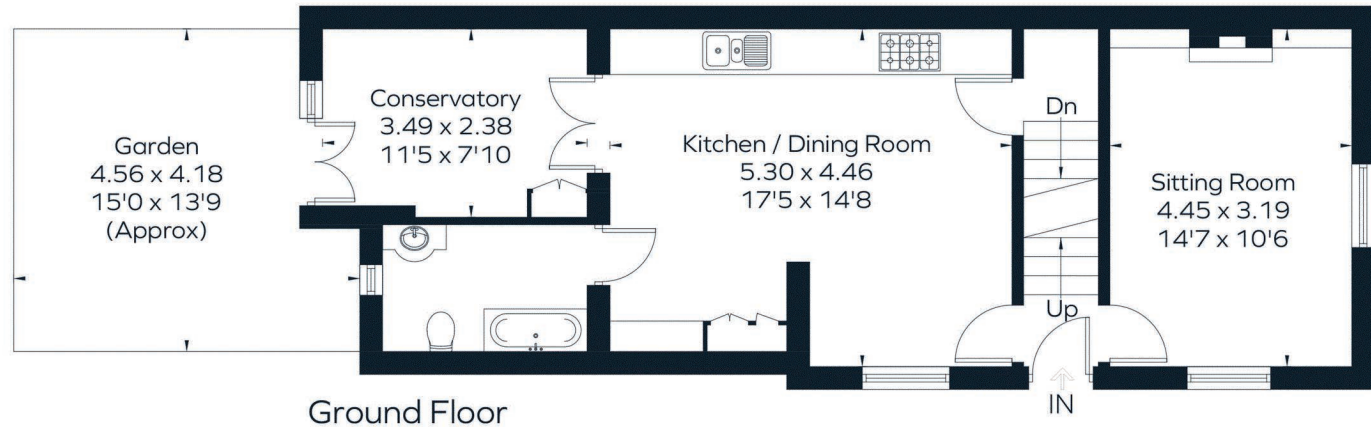 Garden
4.56 x 4.18
15'0 x 13'9
(Approx)
Conservatory
3.49 x 2.38
11'5 x 7'10
Kitchen / Dining Room
5.30 x 4.46
17'5 x 14'8
Dn
Up
Sitting Room
4.45 x 3.19
14'7 x 10'6
IN
Ground Floor